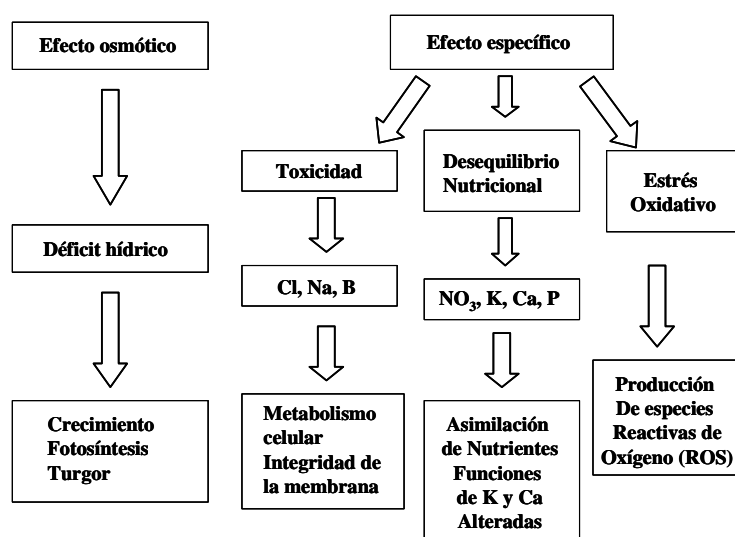 Efecto osmótico
Efecto específico
Toxicidad
Desequilibrio
Nutricional
Estrés
Oxidativo
Déficit hídrico
Cl, Na, B
NO₃, K, Ca, P
Crecimiento
Fotosíntesis
Turgor
Metabolismo
celular
Integridad de
la membrana
Asimilación
de Nutrientes
Funciones
de K y Ca
Alteradas
Producción
De especies
Reactivas de
Oxígeno (ROS)